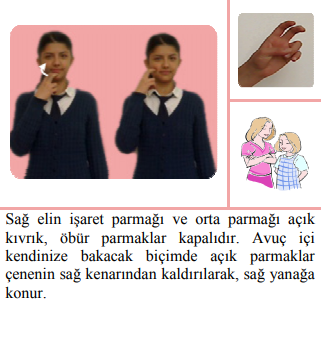 Sağ elin işaret parmağı ve orta parmağı açık
kıvrık, öbür parmaklar kapalıdır. Avuç içi
kendinize bakacak biçimde açık parmaklar
çenenin sağ kenarından kaldırılarak, sağ yanağa
konur.